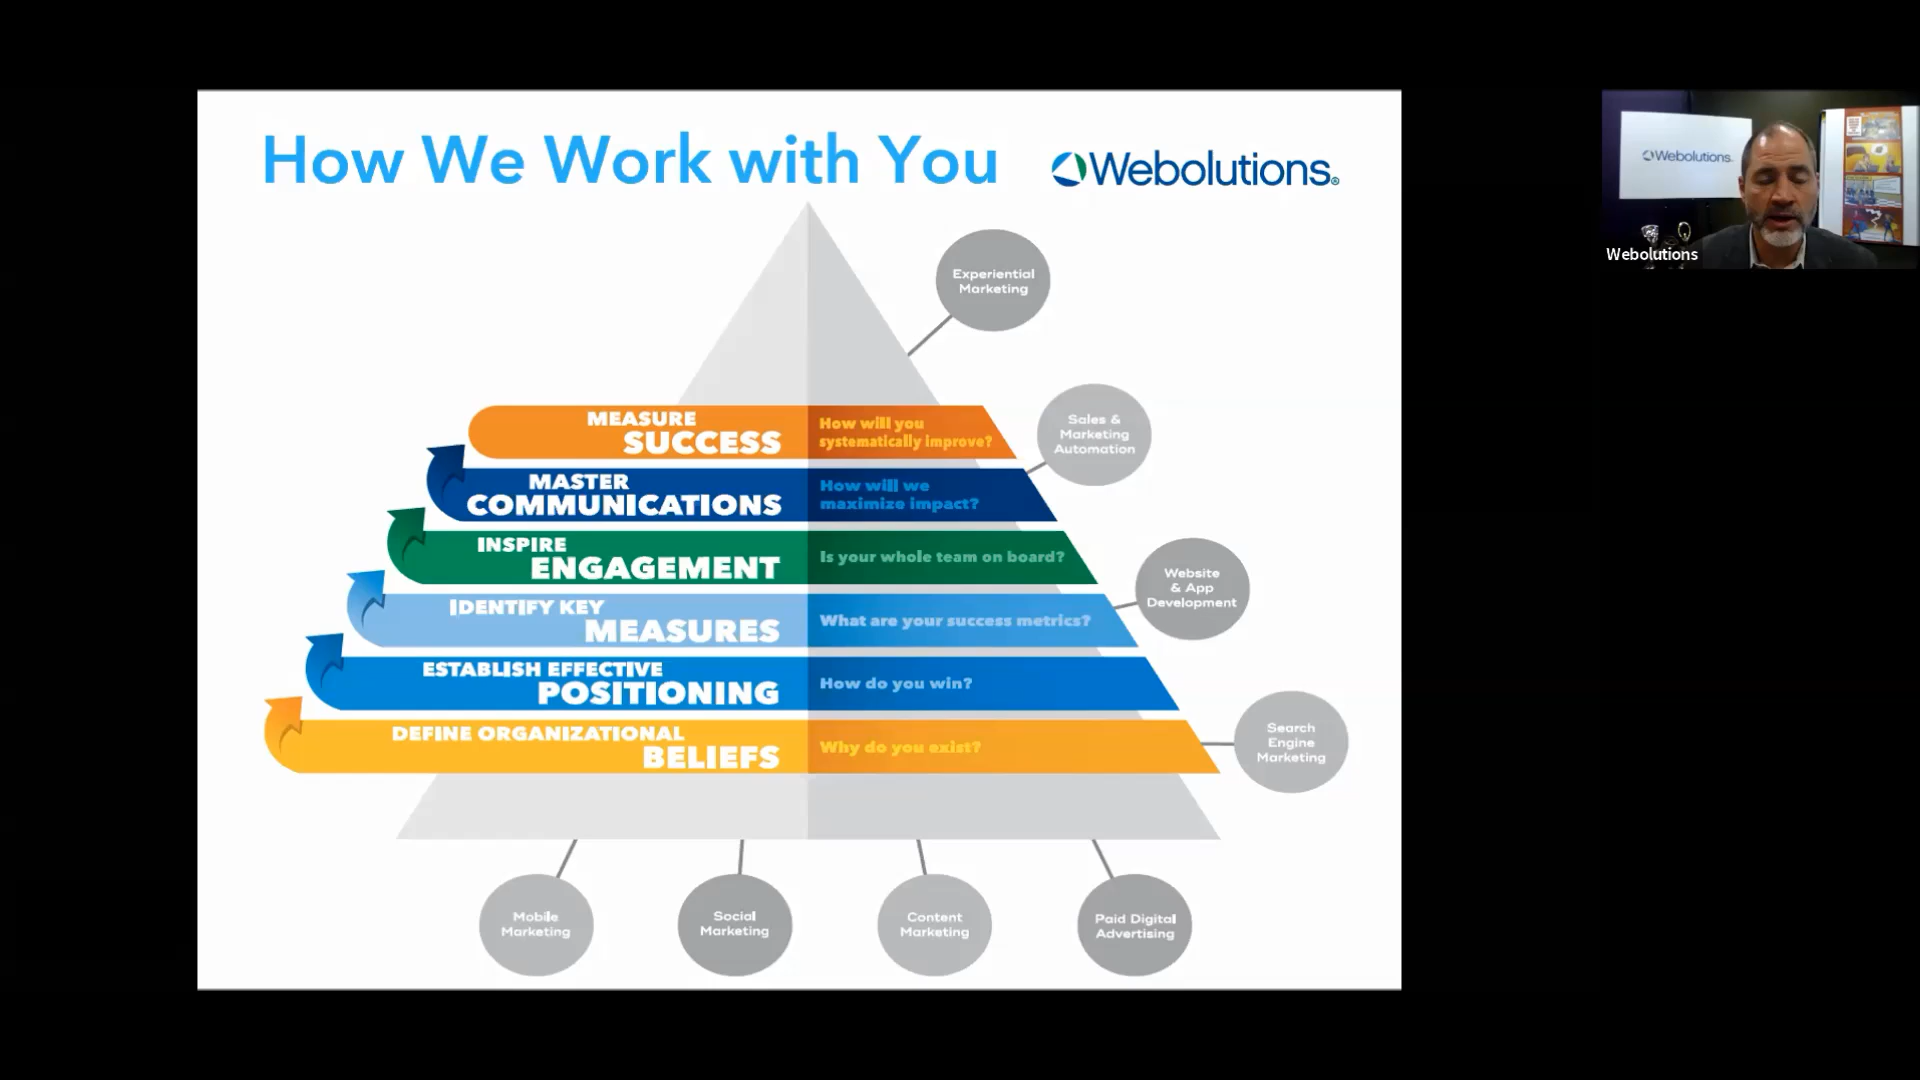 How We Work with You
Webolutions®
Experiential
Marketing
MEASURE
SUCCESS
How will you
systematically improve?
Sales &
Marketing
Automation
MASTER
COMMUNICATIONS
How will we
maximize impact?
INSPIRE
ENGAGEMENT
Is your whole team on board?
Website
& App
Development
IDENTIFY KEY
MEASURES
What are your success metrics?
ESTABLISH EFFECTIVE
POSITIONING
How do you win?
DEFINE ORGANIZATIONAL
BELIEFS
Why do you exist?
Search
Engine
Marketing
Mobile
Marketing
Social
Marketing
Content
Marketing
Paid Digital
Advertising
Webolutions.
Webolutions